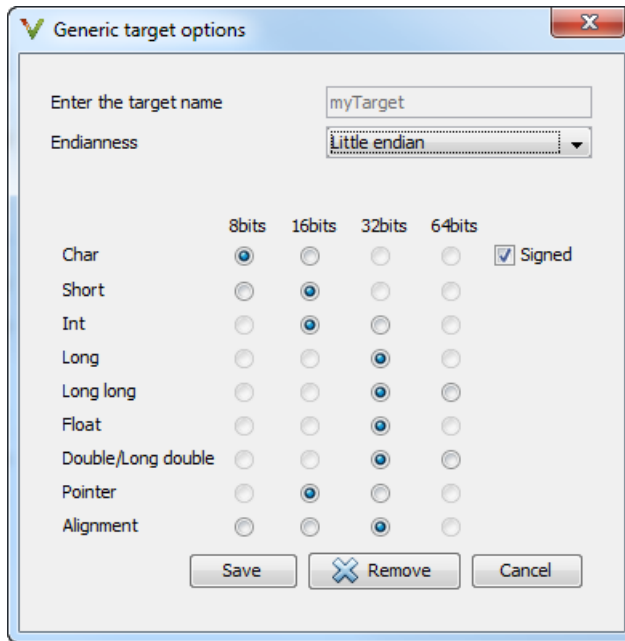 Generic target options
Enter the target name myTarget
Endianness Little endian
8bits 16bits 32bits 64bits
Char Signed
Short
Int
Long
Long long
Float
Double/Long double
Pointer
Alignment
Save Remove Cancel